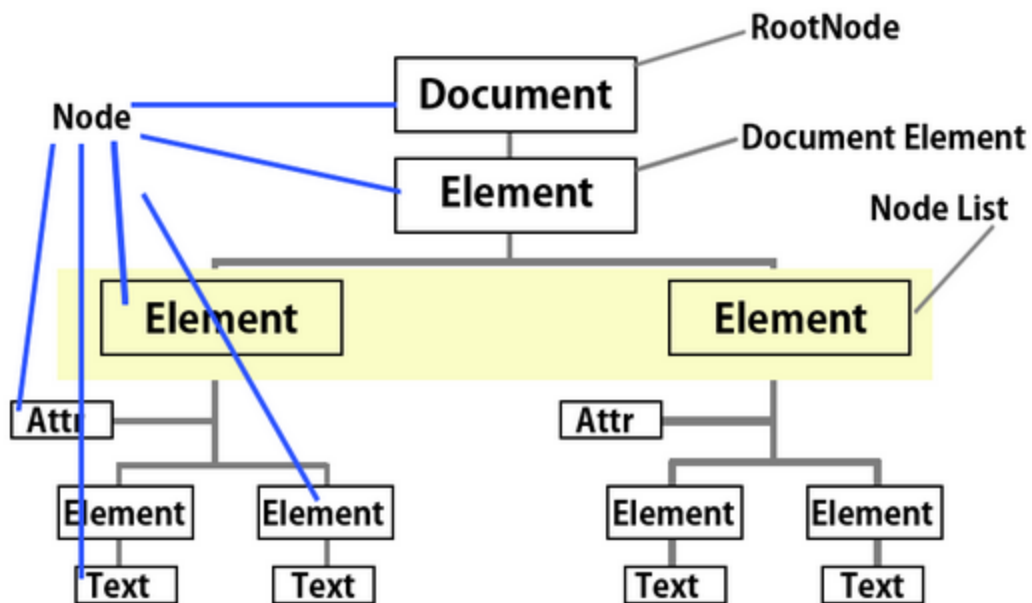 RootNode
Document
Node
Document Element
Element
Node List
Element
Element
Attr
Attr
Element
Element
Element
Element
Text
Text
Text
Text